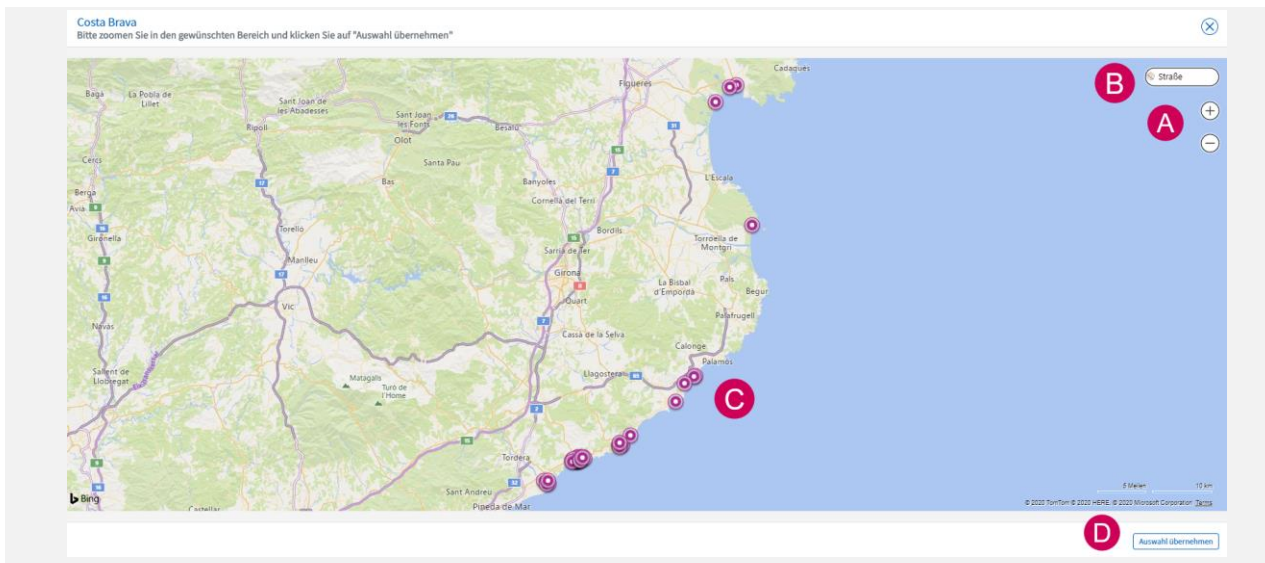 Costa Brava
Bitte zoomen Sie in den gewünschten Bereich und klicken Sie auf "Auswahl übernehmen"
Cadaqués
Figueres
B
Straße
Bagà
La Pobla de
Lillet
Sant Joan de
les Abadesses
Sant Joan
les Fonts
Besalú
A
Ripoll
Olot
Cercs
Santa Pau
Berga
Bas
Banyoles
L'Escala
Avià
Cornellà del Terri
Gironella
Torelló
Bordils
Torroella de
Montgrí
Sarrià de Ter
Manlleu
Girona
La Bisbal
d'Empordà
Pals
Begur
Vic
Quart
Palafrugell
Navàs
Cassà de la Selva
Calonge
Palamós
Sallent de
Llobregat
Matagalls
Turo de
l'Home
Llagostera
C
Tordera
Sant Andreu
Pineda de Mar
Castellar
Bing
5 Meilen
10 km
© 2020 TomTom © 2020 HERE, © 2020 Microsoft Corporation Terms
D
Auswahl übernehmen